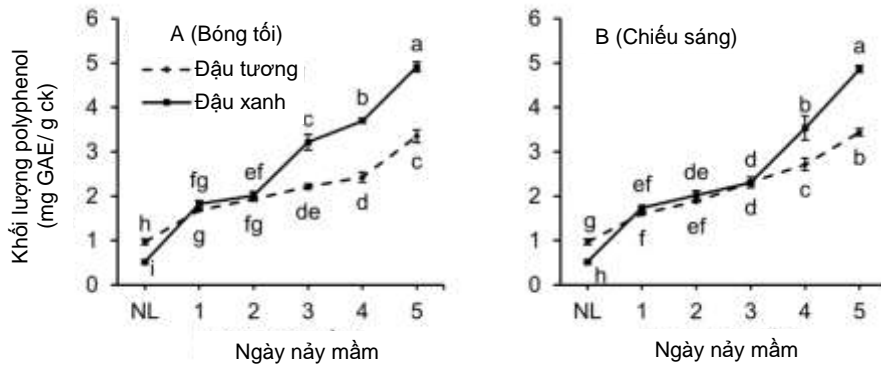 Khối lượng polyphenol
(mg GAE/ g ck)
6
5
4
3
2
1
0
A (Bóng tối)
Đậu tương
Đậu xanh
h
i
fg
g
ef
fg
c
de
b
d
a
c
NL 1 2 3 4 5
Ngày nảy mầm
6
5
4
3
2
1
0
B (Chiếu sáng)
g
h
ef
f
de
ef
d
d
b
c
a
b
NL 1 2 3 4 5
Ngày nảy mầm